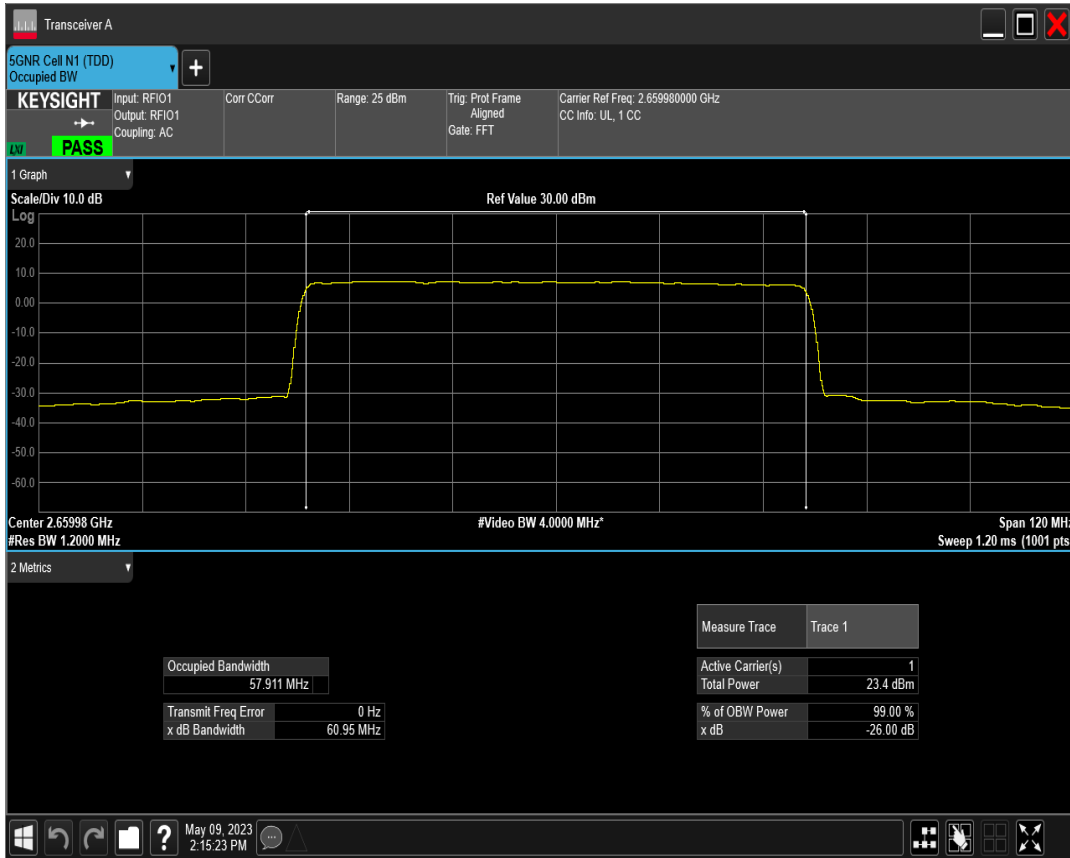 Transceiver A
5GNR Cell N1 (TDD)
Occupied BW
+
KEYSIGHT
LXI
PASS
Input: RFIO1
Output: RFIO1
Coupling: AC
Corr CCorr
Range: 25 dBm
Trig: Prot Frame
Aligned
Gate: FFT
Carrier Ref Freq: 2.659980000 GHz
CC Info: UL, 1 CC
1 Graph
Scale/Div 10.0 dB
Ref Value 30.00 dBm
Log
20.0
10.0
0.00
-10.0
-20.0
-30.0
-40.0
-50.0
-60.0
Center 2.65998 GHz
#Video BW 4.0000 MHz*
Span 120 MHz
#Res BW 1.2000 MHz
Sweep 1.20 ms (1001 pts
2 Metrics
Measure Trace Trace 1
Occupied Bandwidth
57.911 MHz
Active Carrier(s) 1
Total Power 23.4 dBm
Transmit Freq Error 0 Hz
x dB Bandwidth 60.95 MHz
% of OBW Power 99.00 %
x dB -26.00 dB
?
May 09, 2023
2:15:23 PM